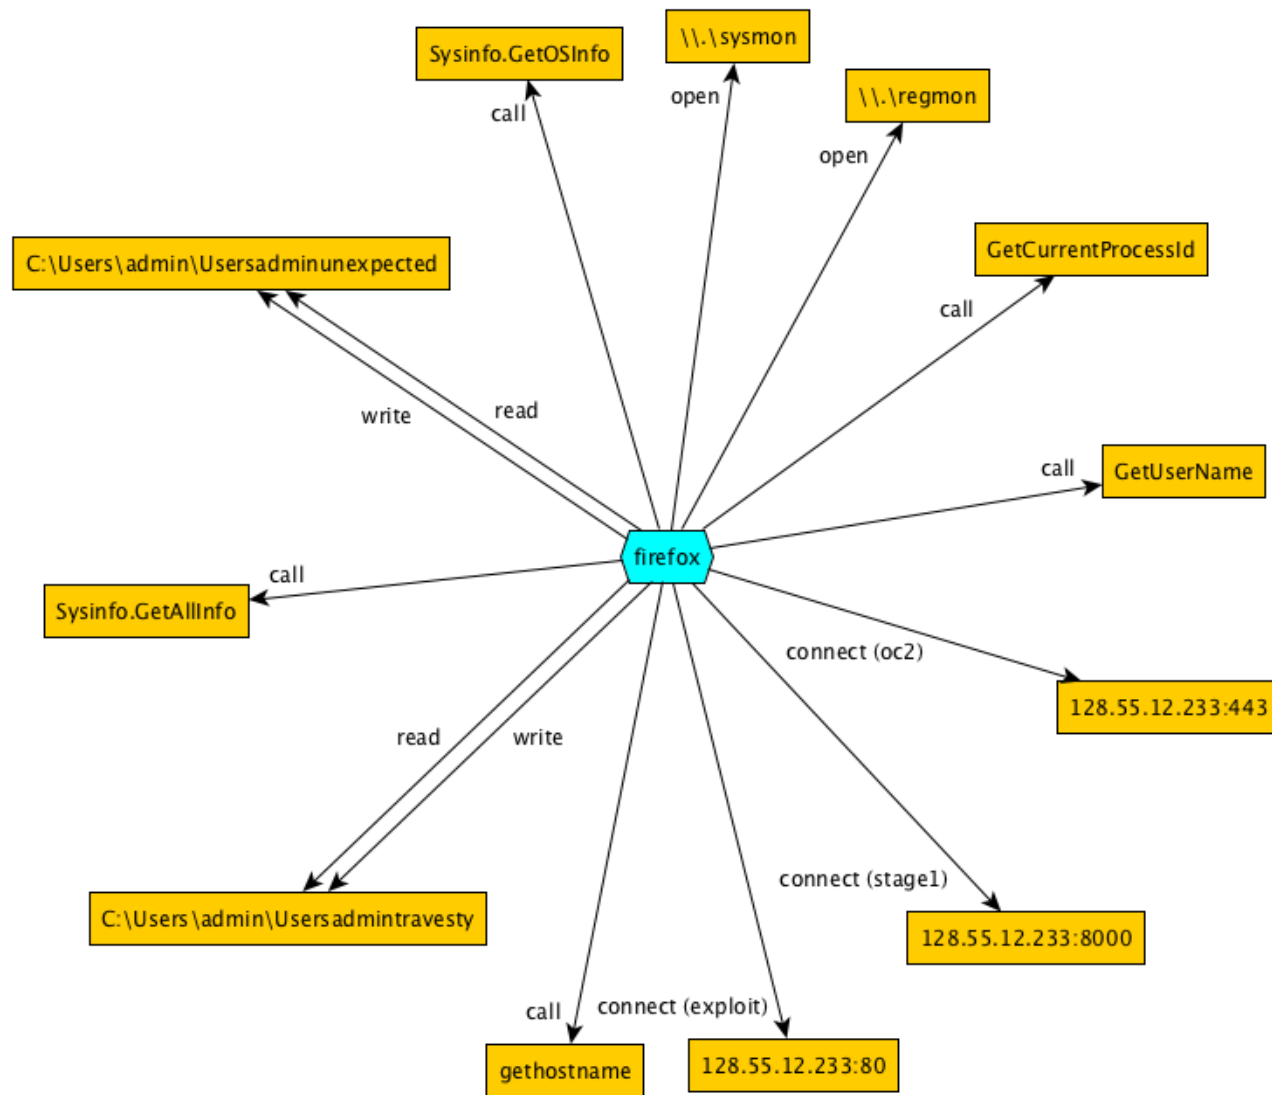 \\.\sysmon
Sysinfo.GetOSInfo
\\.\regmon
open
call
open
GetCurrentProcessId
C:\Users\admin\Usersadminunexpected
call
read
write
call
GetUserName
firefox
call
Sysinfo.GetAllInfo
connect (oc2)
128.55.12.233:443
read
write
connect (stage1)
C:\Users\admin\Usersadmintravesty
128.55.12.233:8000
connect (exploit)
call
128.55.12.233:80
gethostname